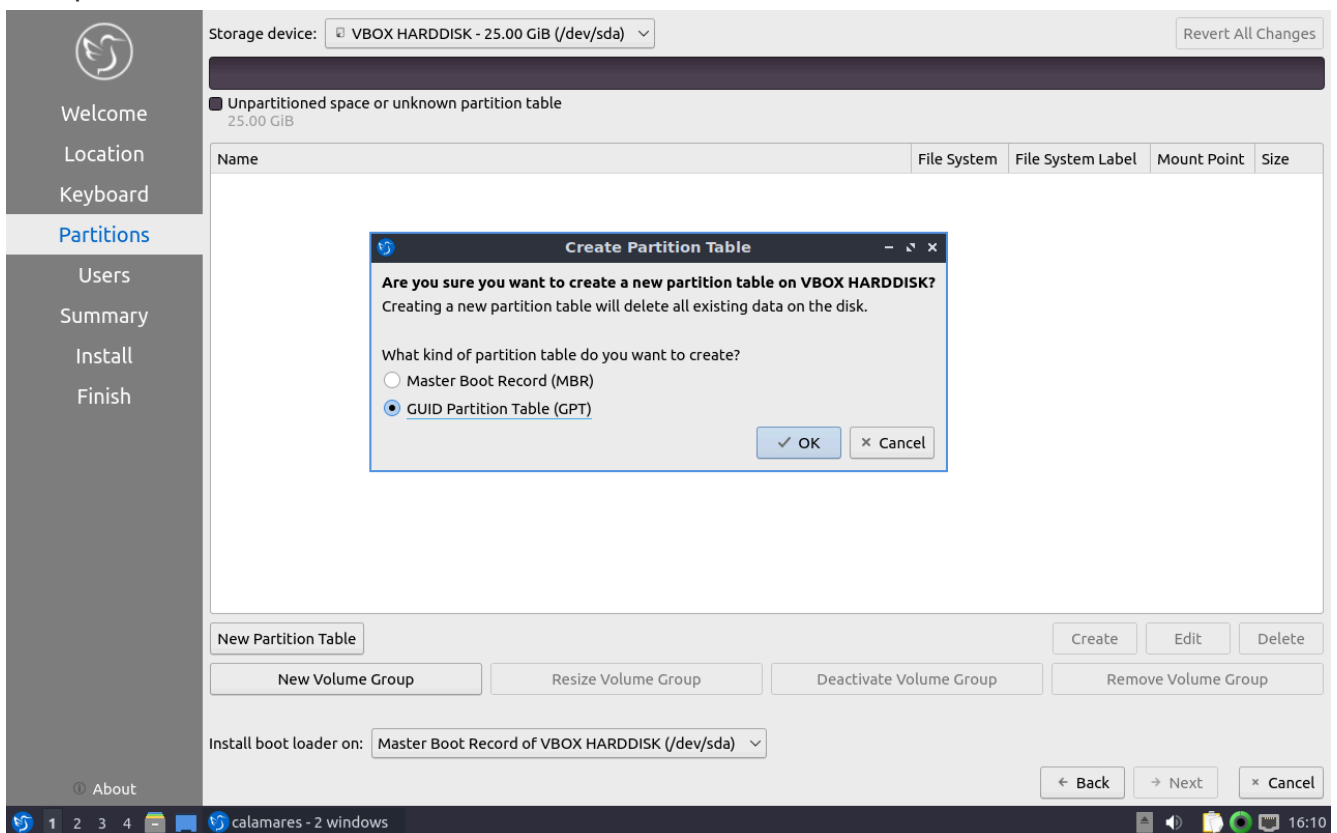 Storage device: VBOX HARDDISK - 25.00 GiB (/dev/sda) Revert All Changes
Unpartitioned space or unknown partition table
25.00 GiB
Welcome
Location
Keyboard
Partitions
Users
Summary
Install
Finish
About
Name File System File System Label Mount Point Size
Create Partition Table
Are you sure you want to create a new partition table on VBOX HARDDISK?
Creating a new partition table will delete all existing data on the disk.
What kind of partition table do you want to create?
Master Boot Record (MBR)
GUID Partition Table (GPT)
OK Cancel
New Partition Table Create Edit Delete
New Volume Group Resize Volume Group Deactivate Volume Group Remove Volume Group
Install boot loader on: Master Boot Record of VBOX HARDDISK (/dev/sda)
Back Next Cancel
1 2 3 4 calamares - 2 windows 16:10